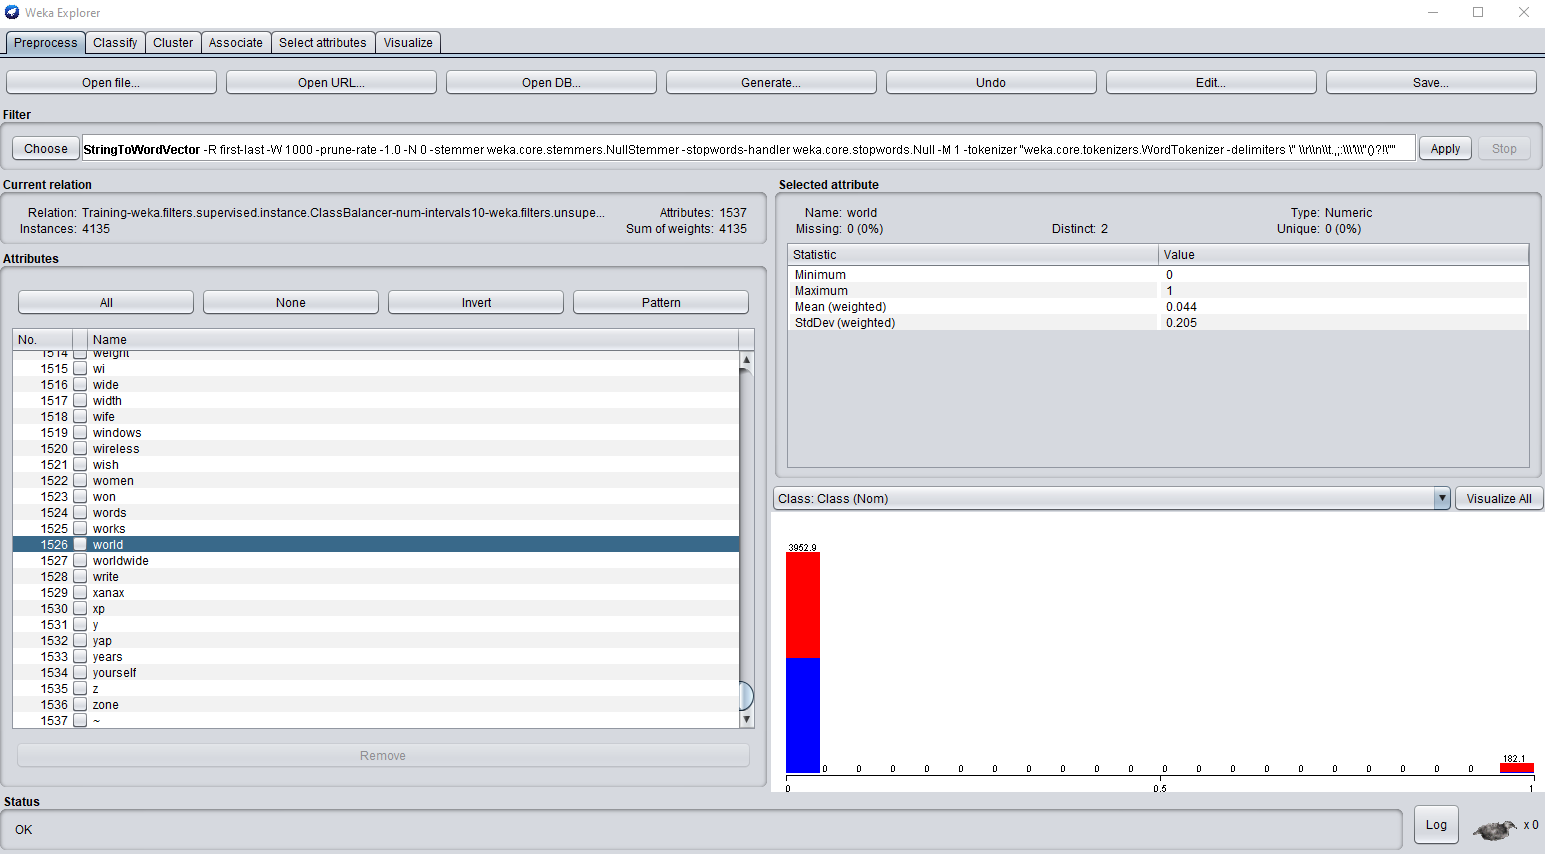 Weka Explorer
Preprocess Classify Cluster Associate Select attributes Visualize
Open file... Open URL... Open DB... Generate... Undo Edit... Save...
Filter
Choose StringToWordVector -R first-last -W 1000 -prune-rate -1.0 -N 0 -stemmer weka.core.stemmers.NullStemmer -stopwords-handler weka.core.stopwords.Null -M 1 -tokenizer "weka.core.tokenizers.WordTokenizer -delimiters \" \\r\\n\\t.,;:\\\'\\\"()?!\"" Apply Stop
Current relation
Relation: Training-weka.filters.supervised.instance.ClassBalancer-num-intervals10-weka.filters.unsupe... Attributes: 1537
Instances: 4135 Sum of weights: 4135
Attributes
All None Invert Pattern
No. Name
1514 weight
1515 wi
1516 wide
1517 width
1518 wife
1519 windows
1520 wireless
1521 wish
1522 women
1523 won
1524 words
1525 works
1526 world
1527 worldwide
1528 write
1529 xanax
1530 xp
1531 y
1532 yap
1533 years
1534 yourself
1535 z
1536 zone
1537 ~
Remove
Selected attribute
Name: world Type: Numeric
Missing: 0 (0%) Distinct: 2 Unique: 0 (0%)
Statistic Value
Minimum 0
Maximum 1
Mean (weighted) 0.044
StdDev (weighted) 0.205
Class: Class (Nom) Visualize All
3952.9
0 0 0 0 0 0 0 0 0 0 0 0 0 0 0 0 0 0 0 0 182.1
0 0.5 1
Status
OK Log x 0